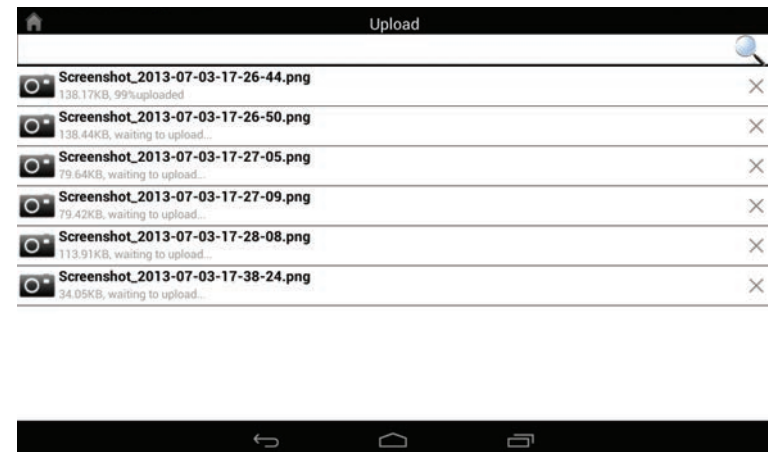 Upload
Screenshot_2013-07-03-17-26-44.png
138.17KB, 99%uploaded
Screenshot_2013-07-03-17-26-50.png
138.44KB, waiting to upload...
Screenshot_2013-07-03-17-27-05.png
79.64KB, waiting to upload...
Screenshot_2013-07-03-17-27-09.png
79.42KB, waiting to upload...
Screenshot_2013-07-03-17-28-08.png
113.91KB, waiting to upload...
Screenshot_2013-07-03-17-38-24.png
34.05KB, waiting to upload...